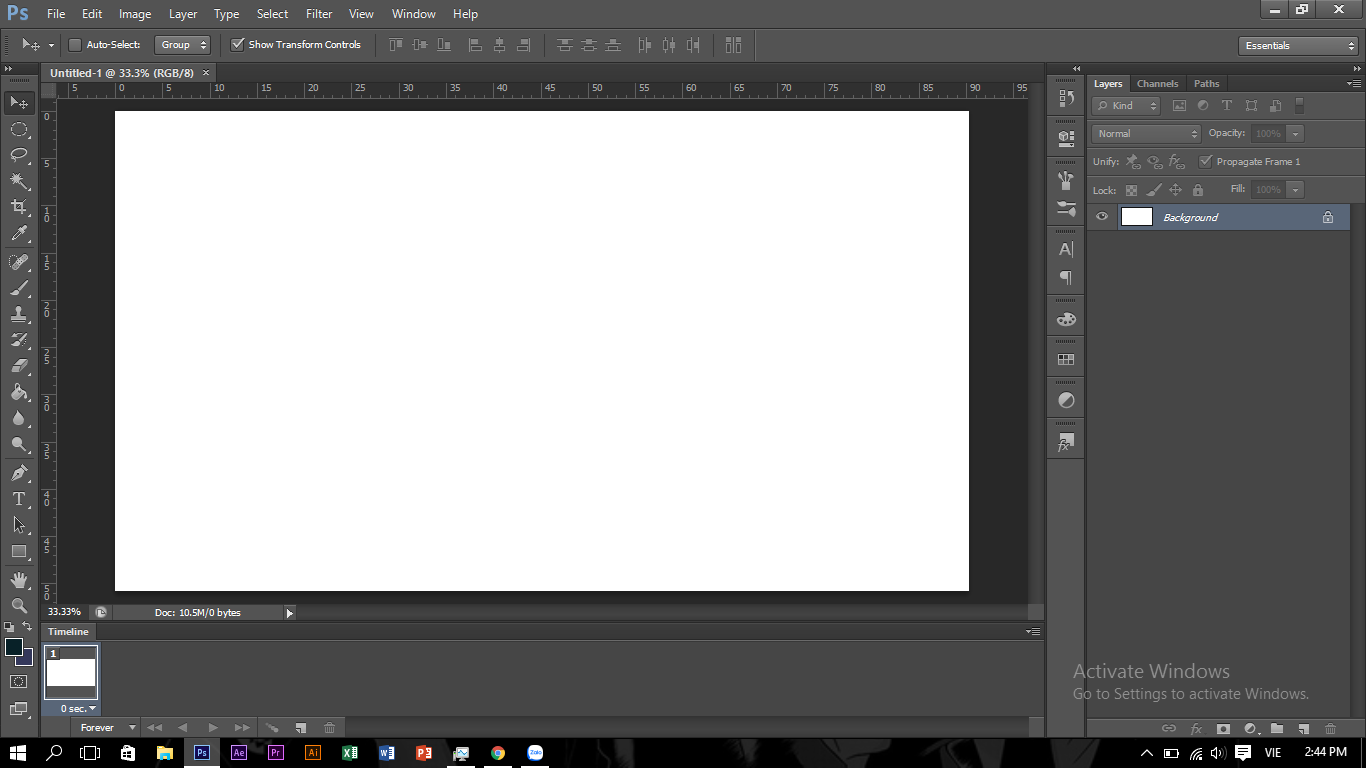 Ps File Edit Image Layer Type Select Filter View Window Help
Auto-Select: Group Show Transform Controls Essentials
Untitled-1 @ 33.3% (RGB/8) ×
5 0 5 10 15 20 25 30 35 40 45 50 55 60 65 70 75 80 85 90 95
0
5
10
15
20
25
30
35
40
45
50
Layers Channels Paths
Kind
Normal Opacity: 100%
Unify: Propagate Frame 1
Lock: Fill: 100%
Background
33.33% Doc: 10.5M/0 bytes
Timeline
1
0 sec.
Forever
Activate Windows
Go to Settings to activate Windows.
Ps Ae Pr Ai Zalo VIE 2:44 PM